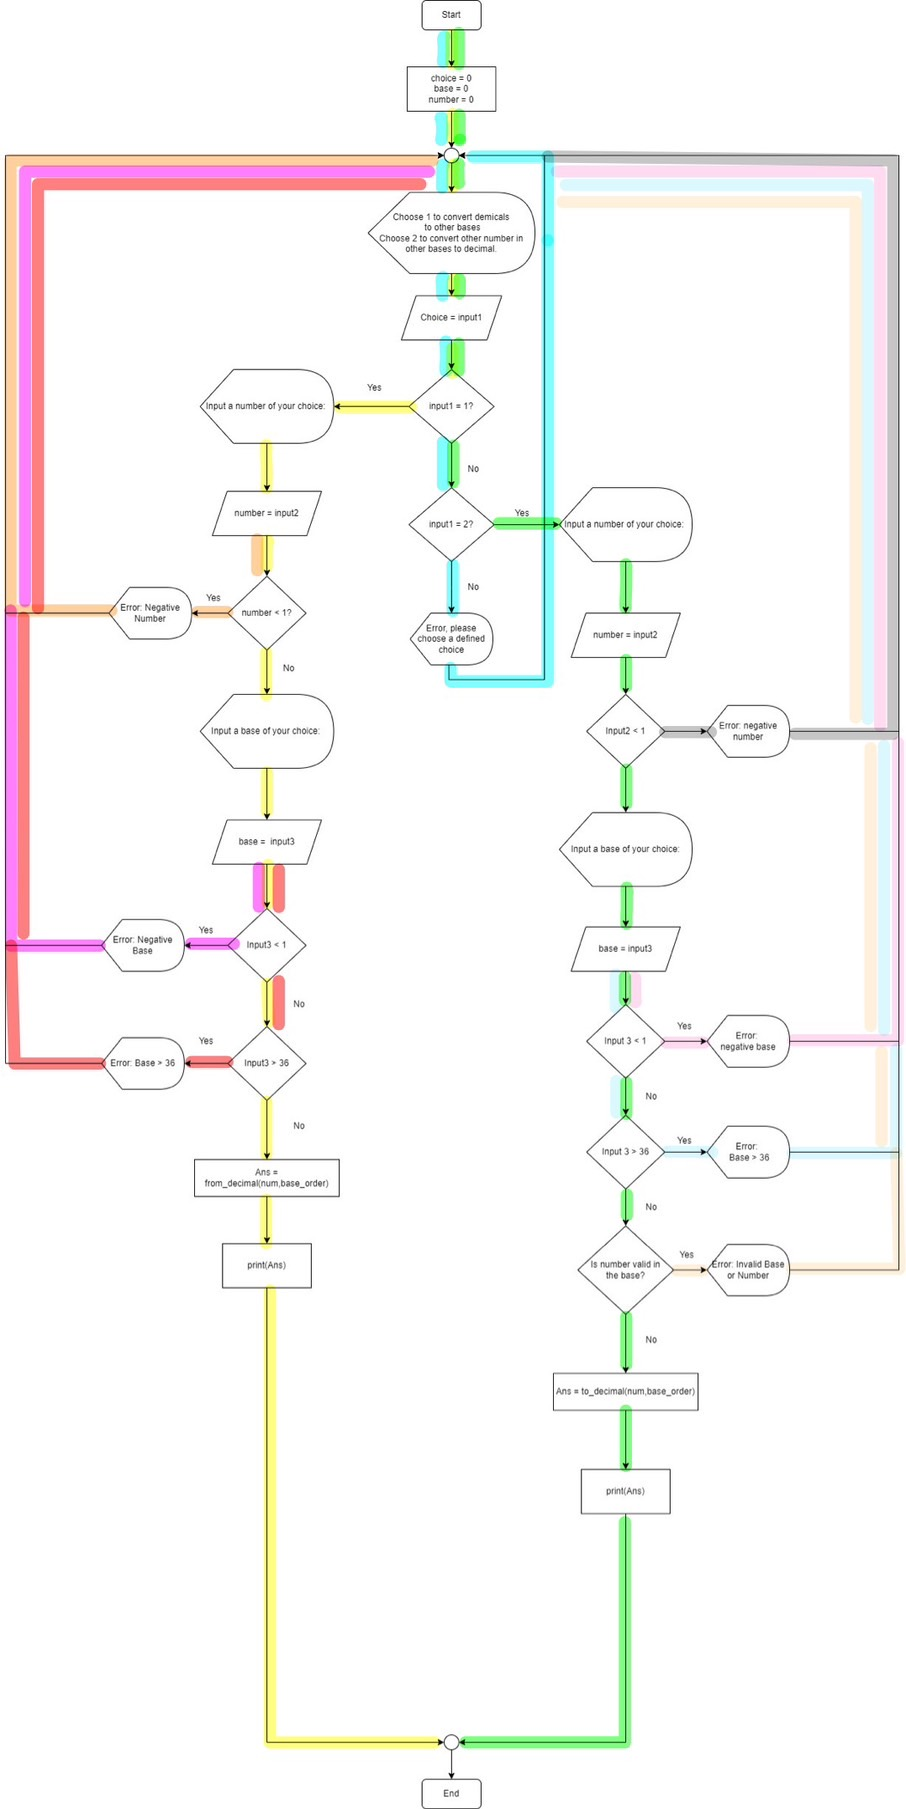 Start
choice = 0
base = 0
number = 0
Choose 1 to convert demicals
to other bases
Choose 2 to convert other number in
other bases to decimal.
Choice = input1
input1 = 1?
Yes
Input a number of your choice:
No
number = input2
input1 = 2?
Yes
Input a number of your choice:
No
number < 1?
Yes
Error: Negative
Number
No
Error, please
choose a defined
choice
number = input2
Input a base of your choice:
Input2 < 1
Error: negative
number
base = input3
Input a base of your choice:
Input3 < 1
Yes
Error: Negative
Base
No
base = input3
Input3 > 36
Yes
Error: Base > 36
No
Input 3 < 1
Yes
Error:
negative base
No
Ans =
from_decimal(num,base_order)
Input 3 > 36
Yes
Error:
Base > 36
No
print(Ans)
Is number valid in
the base?
Yes
Error: Invalid Base
or Number
No
Ans = to_decimal(num,base_order)
print(Ans)
End